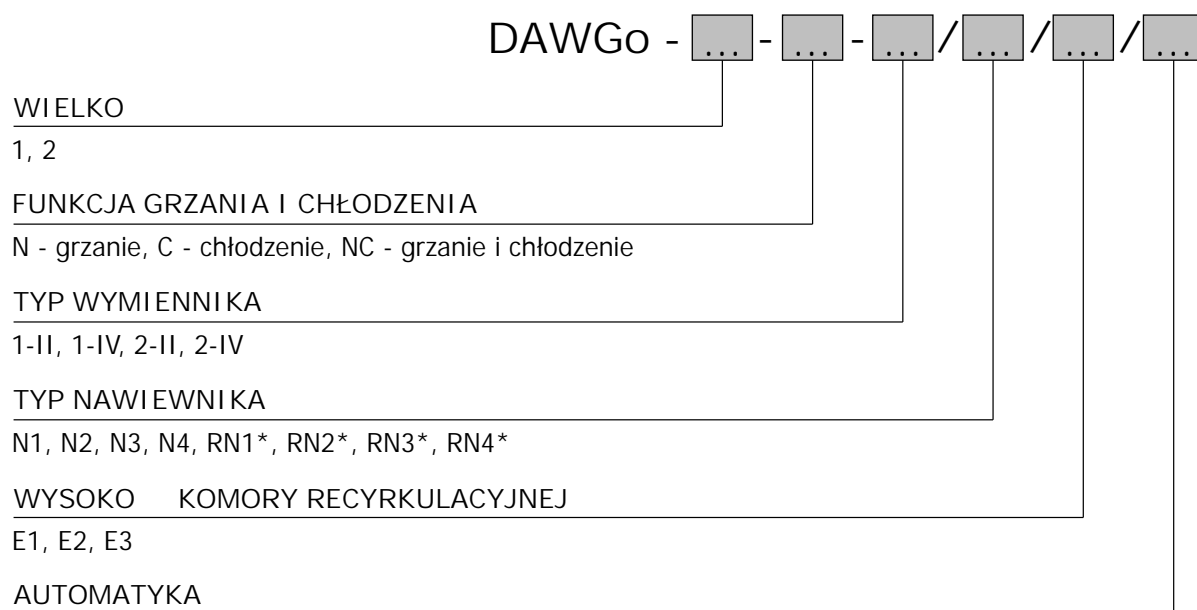 DAWGo - ... - ... - ... / ... / ... / ...
WIELKO
1, 2
FUNKCJA GRZANIA I CHŁODZENIA
N - grzanie, C - chłodzenie, NC - grzanie i chłodzenie
TYP WYMIENNIKA
1-II, 1-IV, 2-II, 2-IV
TYP NAWIEWNIKA
N1, N2, N3, N4, RN1*, RN2*, RN3*, RN4*
WYSOKO KOMORY RECYRKULACYJNEJ
E1, E2, E3
AUTOMATYKA